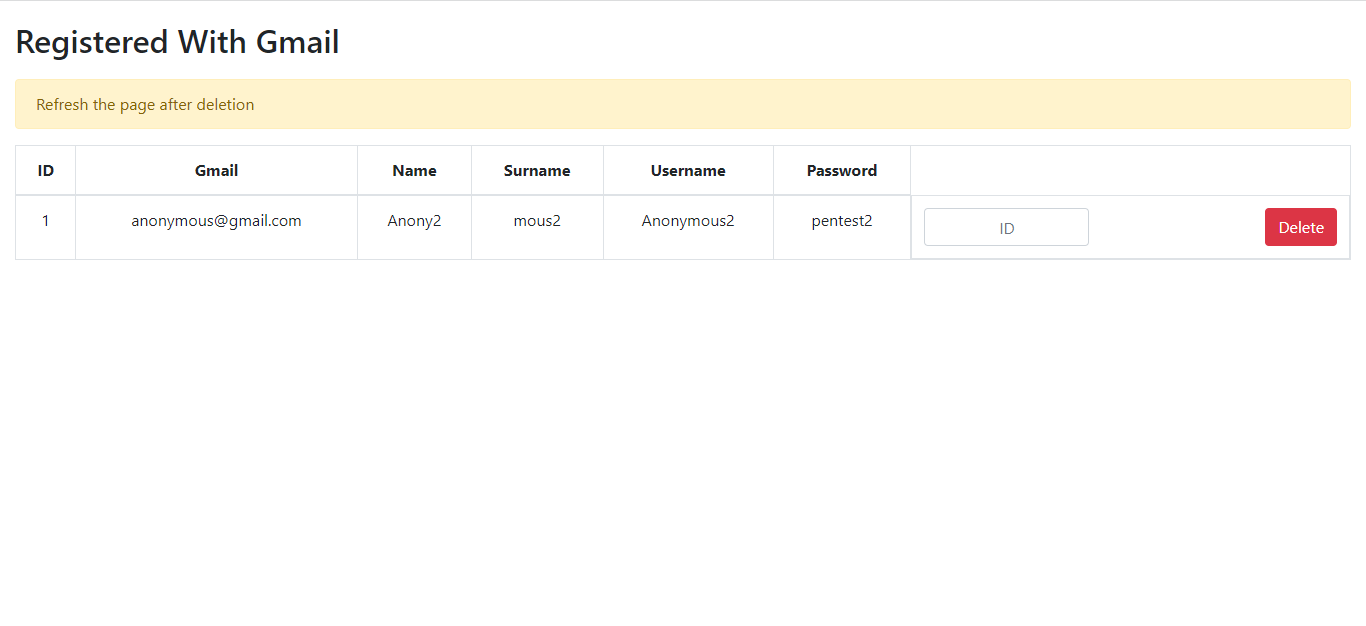 Registered With Gmail
Refresh the page after deletion
ID Gmail Name Surname Username Password
1 anonymous@gmail.com Anony2 mous2 Anonymous2 pentest2 ID Delete